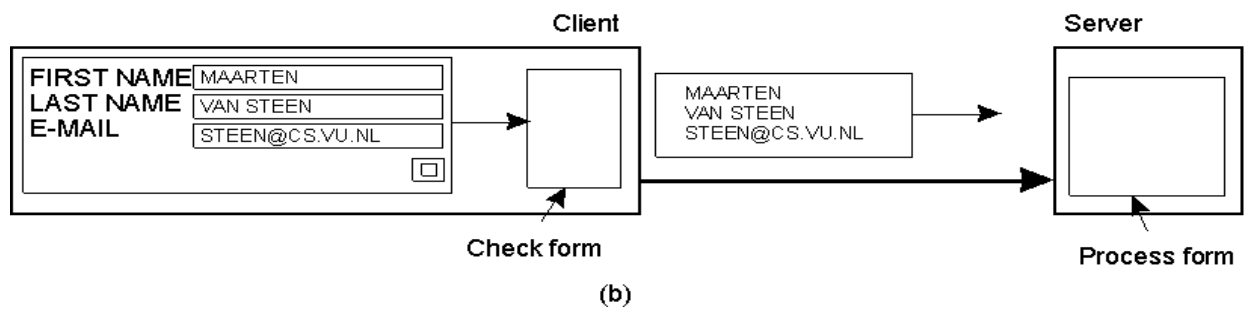 Client
Server
FIRST NAME MAARTEN
LAST NAME VAN STEEN
E-MAIL STEEN@CS.VU.NL
MAARTEN
VAN STEEN
STEEN@CS.VU.NL
Check form
Process form
(b)